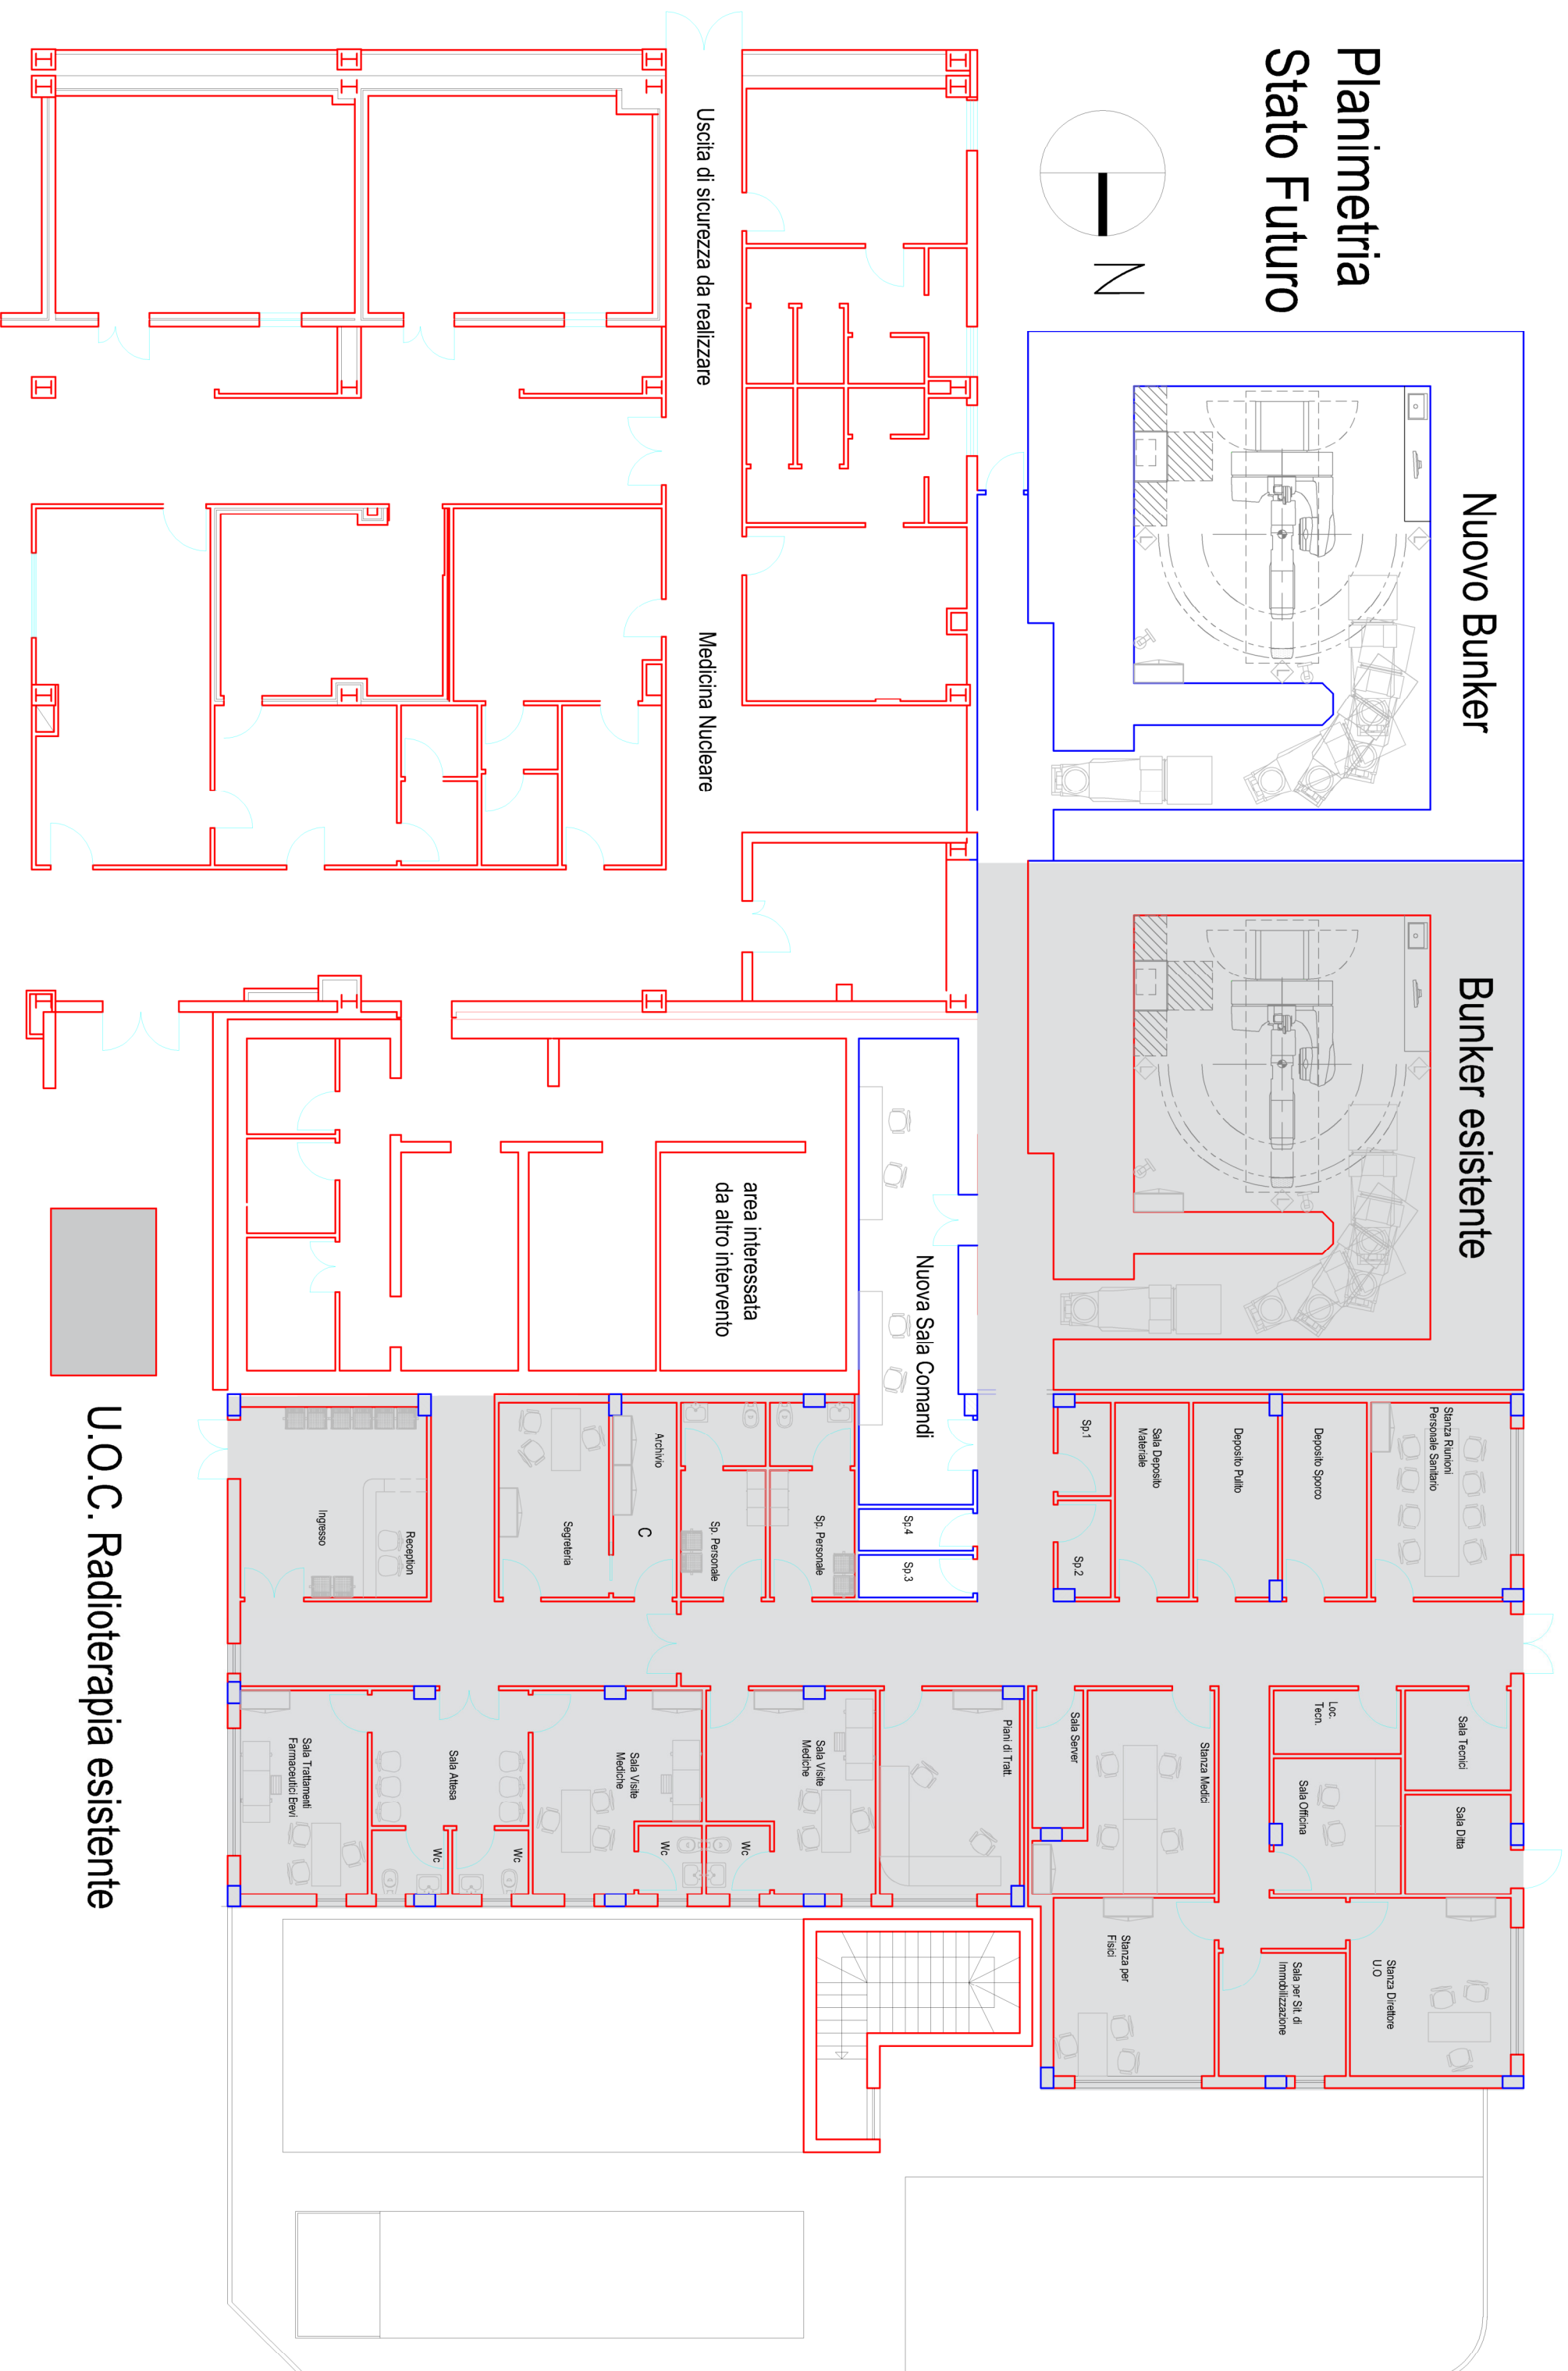 Planimetria
Stato Futuro
N
Nuovo Bunker
Bunker esistente
Uscita di sicurezza da realizzare
Medicina Nucleare
area interessata
da altro intervento
Nuova Sala Comandi
Stanza Riunioni
Personale Sanitario
Deposito Sporco
Deposito Pulito
Sala Deposito
Materiale
Sp.1
Sp.2
Sp.4
Sp.3
Sp. Personale
Sp. Personale
Archivio
C
Segreteria
Reception
Ingresso
Sala Tecnici
Loc.
Tecn.
Sala Ditta
Sala Officina
Stanza Medici
Sala Server
Piani di Tratt.
Sala Visite
Mediche
Wc
Wc
Sala Visite
Mediche
Sala Attesa
Wc
Wc
Sala Trattamenti
Farmaceutici Brevi
Stanza Direttore
U.O
Sala per Sit. di
Immobilizzazione
Stanza per
Fisici
U.O.C. Radioterapia esistente